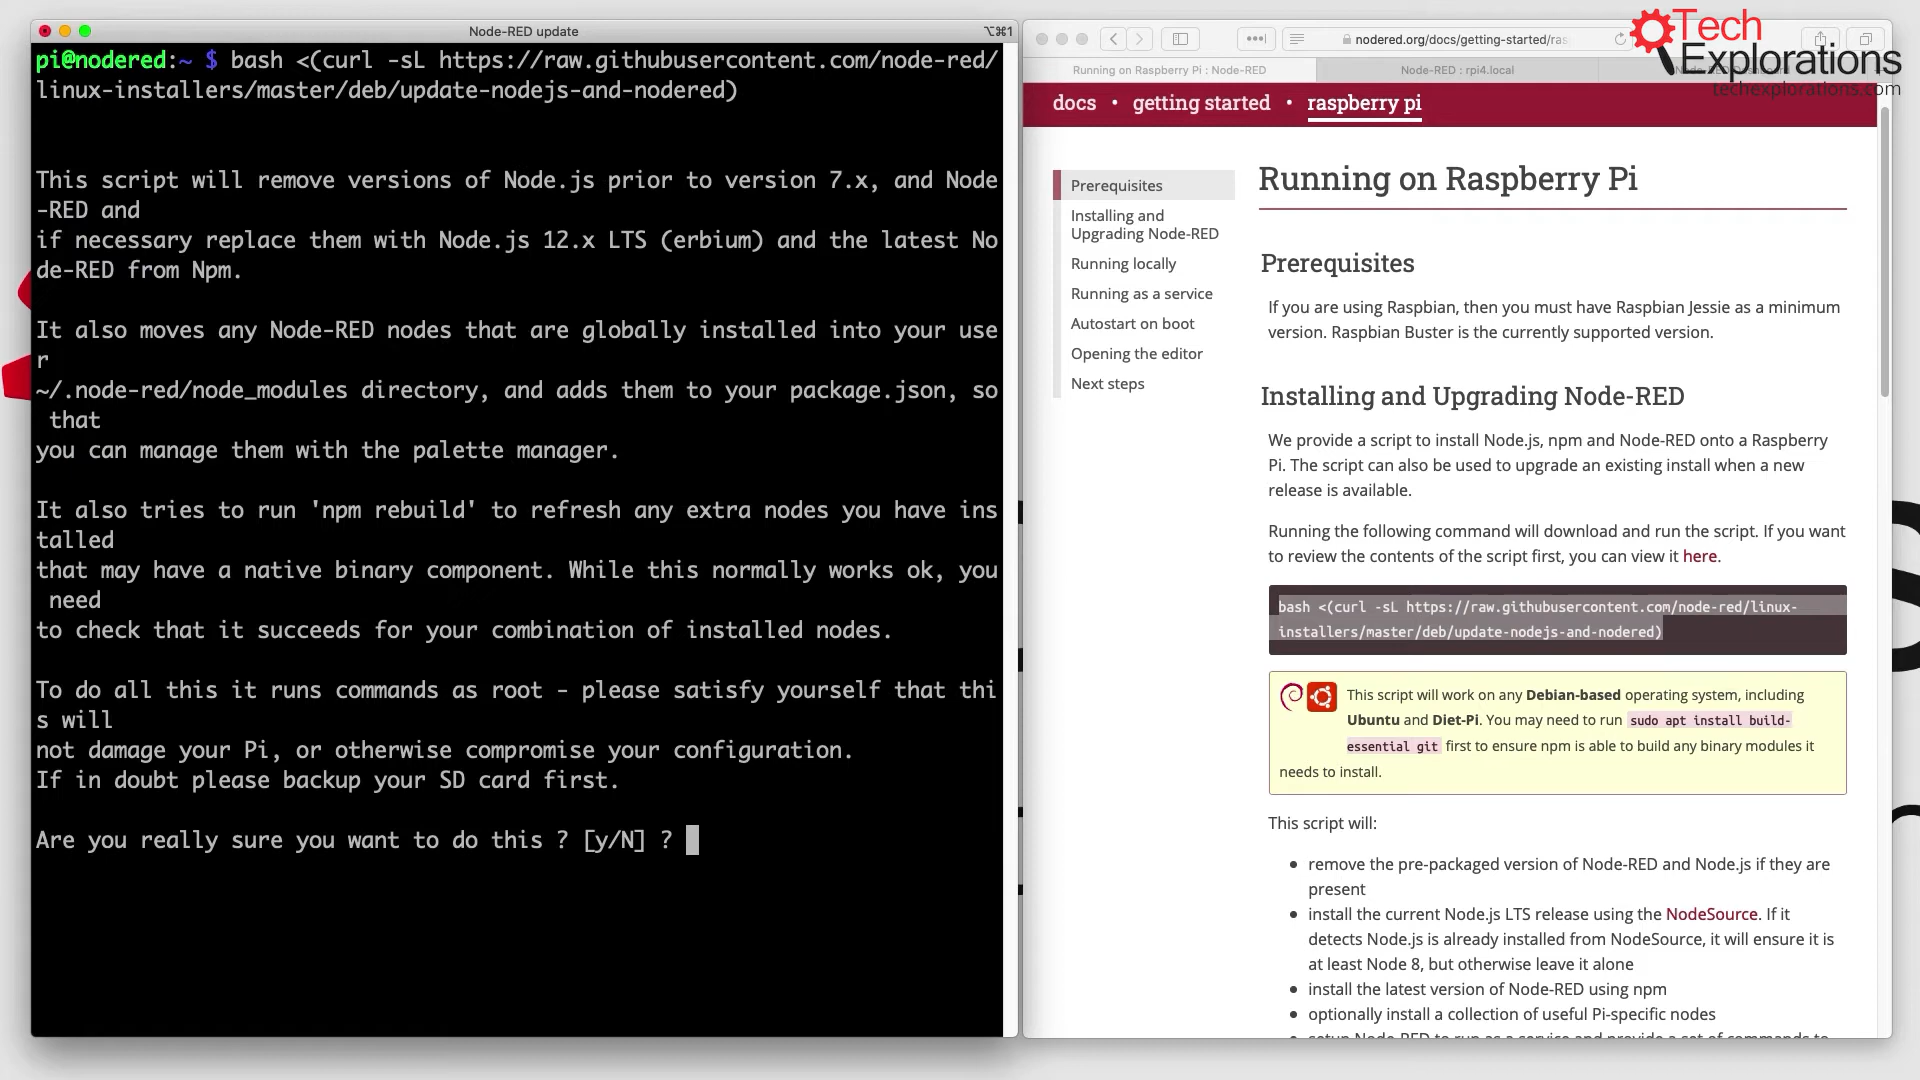 Node-RED update
⌥⌘1
pi@nodered:~ $ bash <(curl -sL https://raw.githubusercontent.com/node-red/
linux-installers/master/deb/update-nodejs-and-nodered)
This script will remove versions of Node.js prior to version 7.x, and Node
-RED and
if necessary replace them with Node.js 12.x LTS (erbium) and the latest No
de-RED from Npm.
It also moves any Node-RED nodes that are globally installed into your use
r
~/.node-red/node_modules directory, and adds them to your package.json, so
that
you can manage them with the palette manager.
It also tries to run 'npm rebuild' to refresh any extra nodes you have ins
talled
that may have a native binary component. While this normally works ok, you
need
to check that it succeeds for your combination of installed nodes.
To do all this it runs commands as root - please satisfy yourself that thi
s will
not damage your Pi, or otherwise compromise your configuration.
If in doubt please backup your SD card first.
Are you really sure you want to do this ? [y/N] ?
nodered.org/docs/getting-started/ras
Tech
Explorations
techexplorations.com
Running on Raspberry Pi : Node-RED
Node-RED : rpi4.local
docs • getting started • raspberry pi
Prerequisites
Installing and
Upgrading Node-RED
Running locally
Running as a service
Autostart on boot
Opening the editor
Next steps
Running on Raspberry Pi
Prerequisites
If you are using Raspbian, then you must have Raspbian Jessie as a minimum
version. Raspbian Buster is the currently supported version.
Installing and Upgrading Node-RED
We provide a script to install Node.js, npm and Node-RED onto a Raspberry
Pi. The script can also be used to upgrade an existing install when a new
release is available.
Running the following command will download and run the script. If you want
to review the contents of the script first, you can view it here.
bash <(curl -sL https://raw.githubusercontent.com/node-red/linux-
installers/master/deb/update-nodejs-and-nodered)
This script will work on any Debian-based operating system, including
Ubuntu and Diet-Pi. You may need to run sudo apt install build-
essential git first to ensure npm is able to build any binary modules it
needs to install.
This script will:
• remove the pre-packaged version of Node-RED and Node.js if they are
present
• install the current Node.js LTS release using the NodeSource. If it
detects Node.js is already installed from NodeSource, it will ensure it is
at least Node 8, but otherwise leave it alone
• install the latest version of Node-RED using npm
• optionally install a collection of useful Pi-specific nodes
• setup Node-RED to run as a service and provide a set of commands to